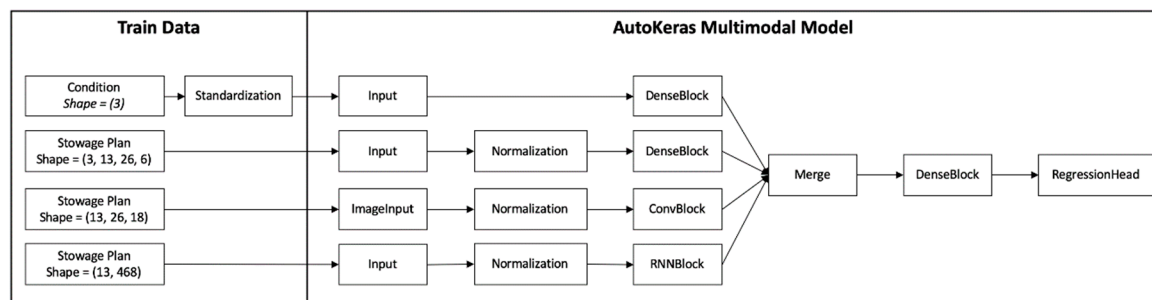 Train Data
AutoKeras Multimodal Model
Condition
Shape = (3)
Standardization
Input
DenseBlock
Stowage Plan
Shape = (3, 13, 26, 6)
Input
Normalization
DenseBlock
Merge
DenseBlock
RegressionHead
Stowage Plan
Shape = (13, 26, 18)
ImageInput
Normalization
ConvBlock
Stowage Plan
Shape = (13, 468)
Input
Normalization
RNNBlock